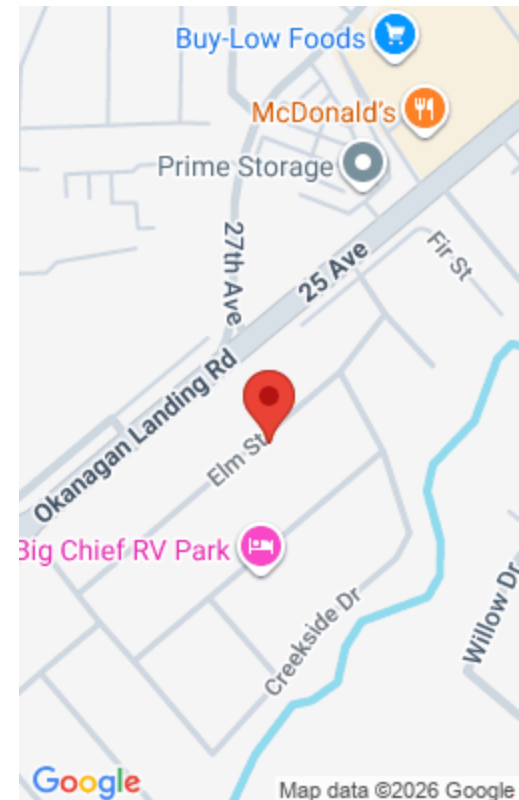 Buy-Low Foods
McDonald's
Prime Storage
27th Ave
25 Ave
Fir St
Okanagan Landing Rd
Elm St
Big Chief RV Park
Creekside Dr
Willow Dr
Google
Map data ©2026 Google